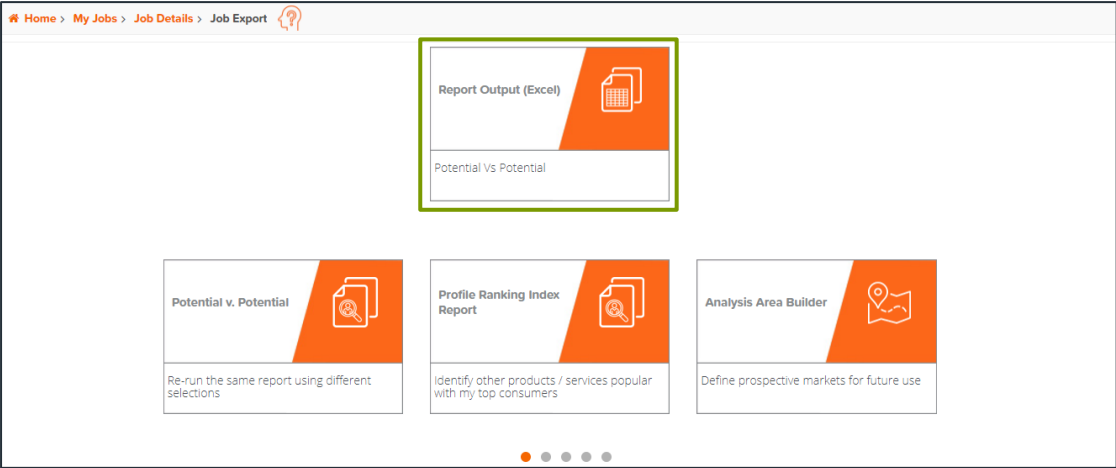 Home > My Jobs > Job Details > Job Export
Report Output (Excel)
Potential Vs Potential
Potential v. Potential
Re-run the same report using different
selections
Profile Ranking Index
Report
Identify other products / services popular
with my top consumers
Analysis Area Builder
Define prospective markets for future use